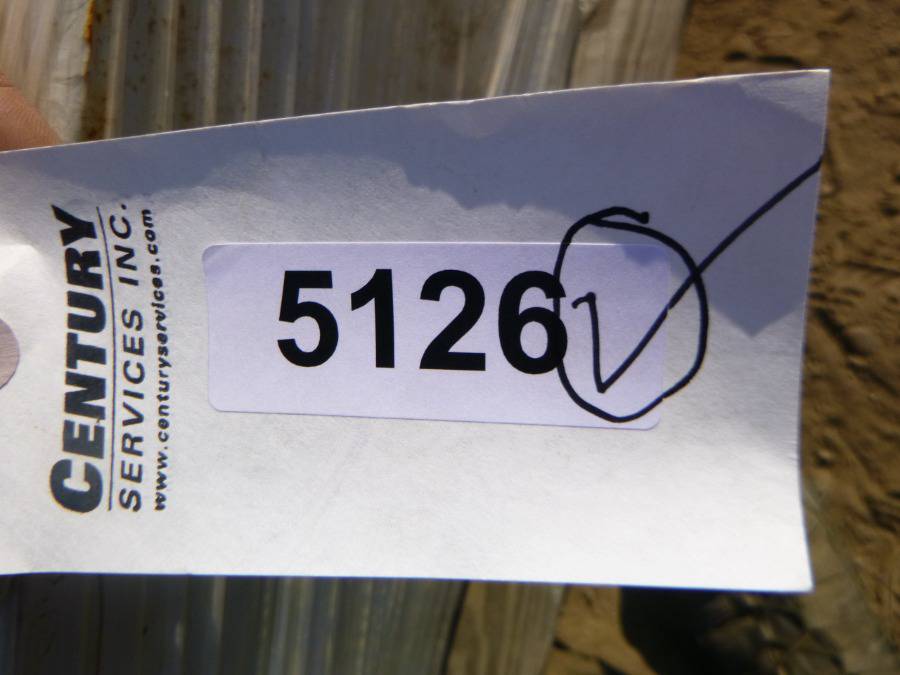 CENTURY
SERVICES INC.
www.centuryservices.com
5126